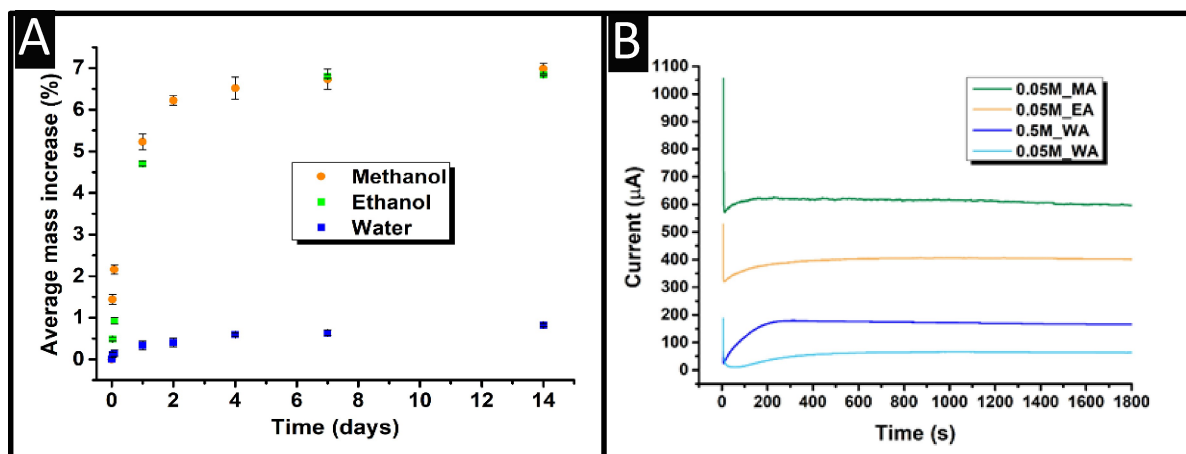 A
Average mass increase (%)
7
6
5
4
3
2
1
0
Methanol
Ethanol
Water
0 2 4 6 8 10 12 14
Time (days)
B
Current (μA)
1100
1000
900
800
700
600
500
400
300
200
100
0
0.05M_MA
0.05M_EA
0.5M_WA
0.05M_WA
0 200 400 600 800 1000 1200 1400 1600 1800
Time (s)